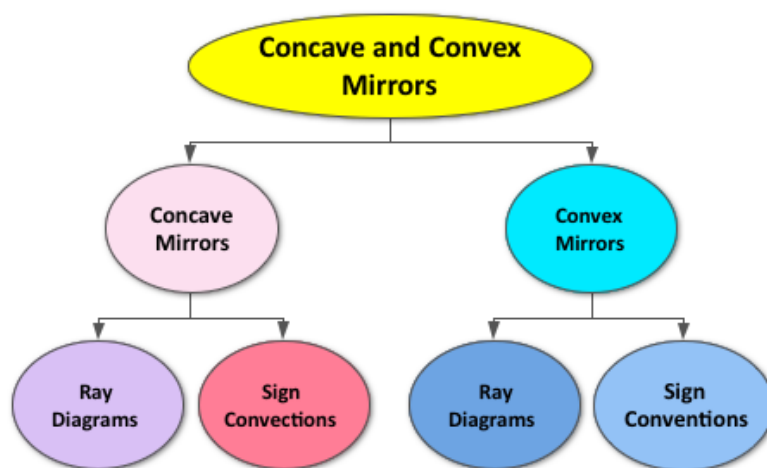 Concave and Convex
Mirrors
Concave
Mirrors
Convex
Mirrors
Ray
Diagrams
Sign
Convections
Ray
Diagrams
Sign
Conventions